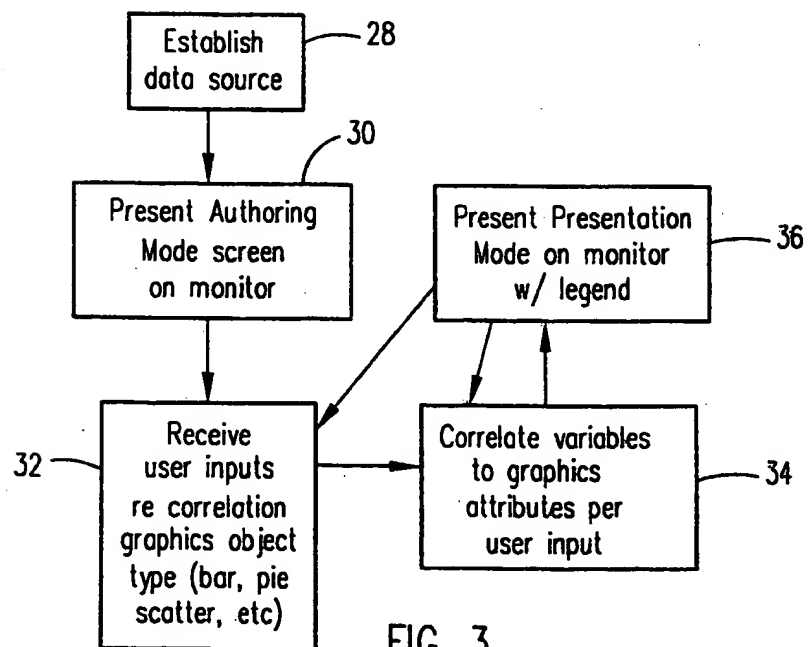 Establish
data source
28
30
Present Authoring
Mode screen
on monitor
Present Presentation
Mode on monitor
w/ legend
36
32
Receive
user inputs
re correlation
graphics object
type (bar, pie
scatter, etc)
Correlate variables
to graphics
attributes per
user input
34
FIG. 3